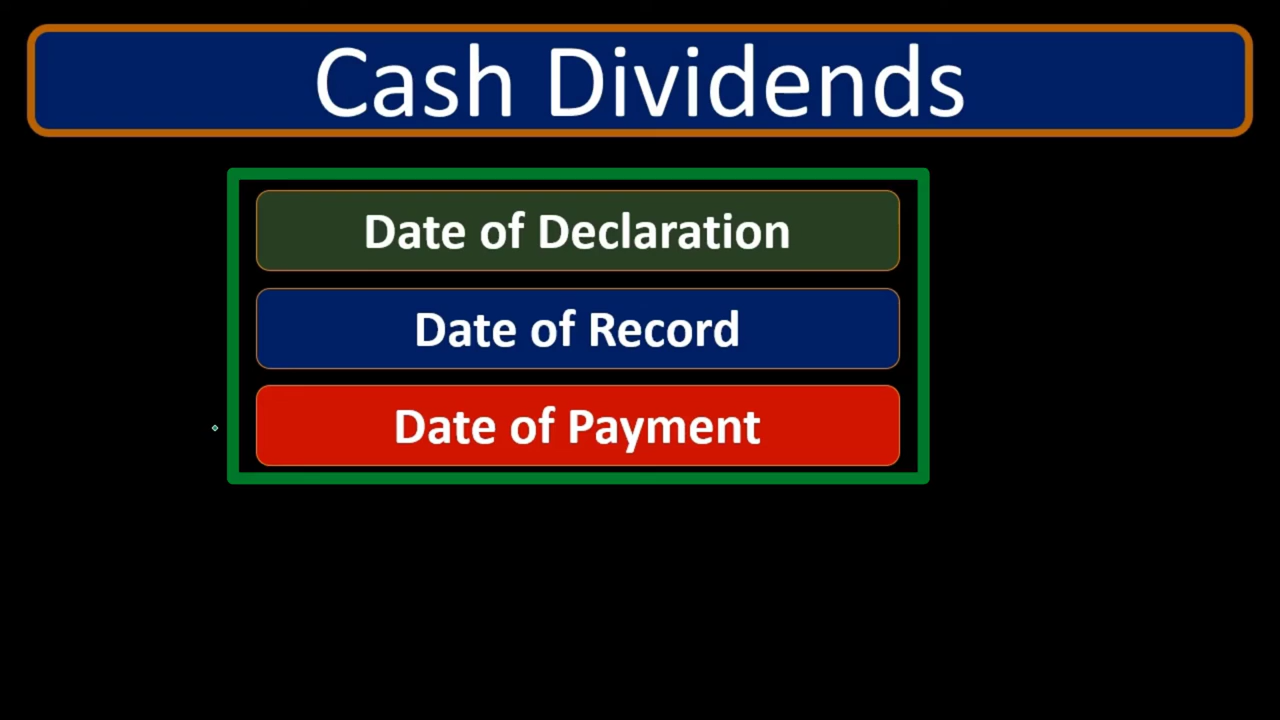 Cash Dividends
Date of Declaration
Date of Record
Date of Payment